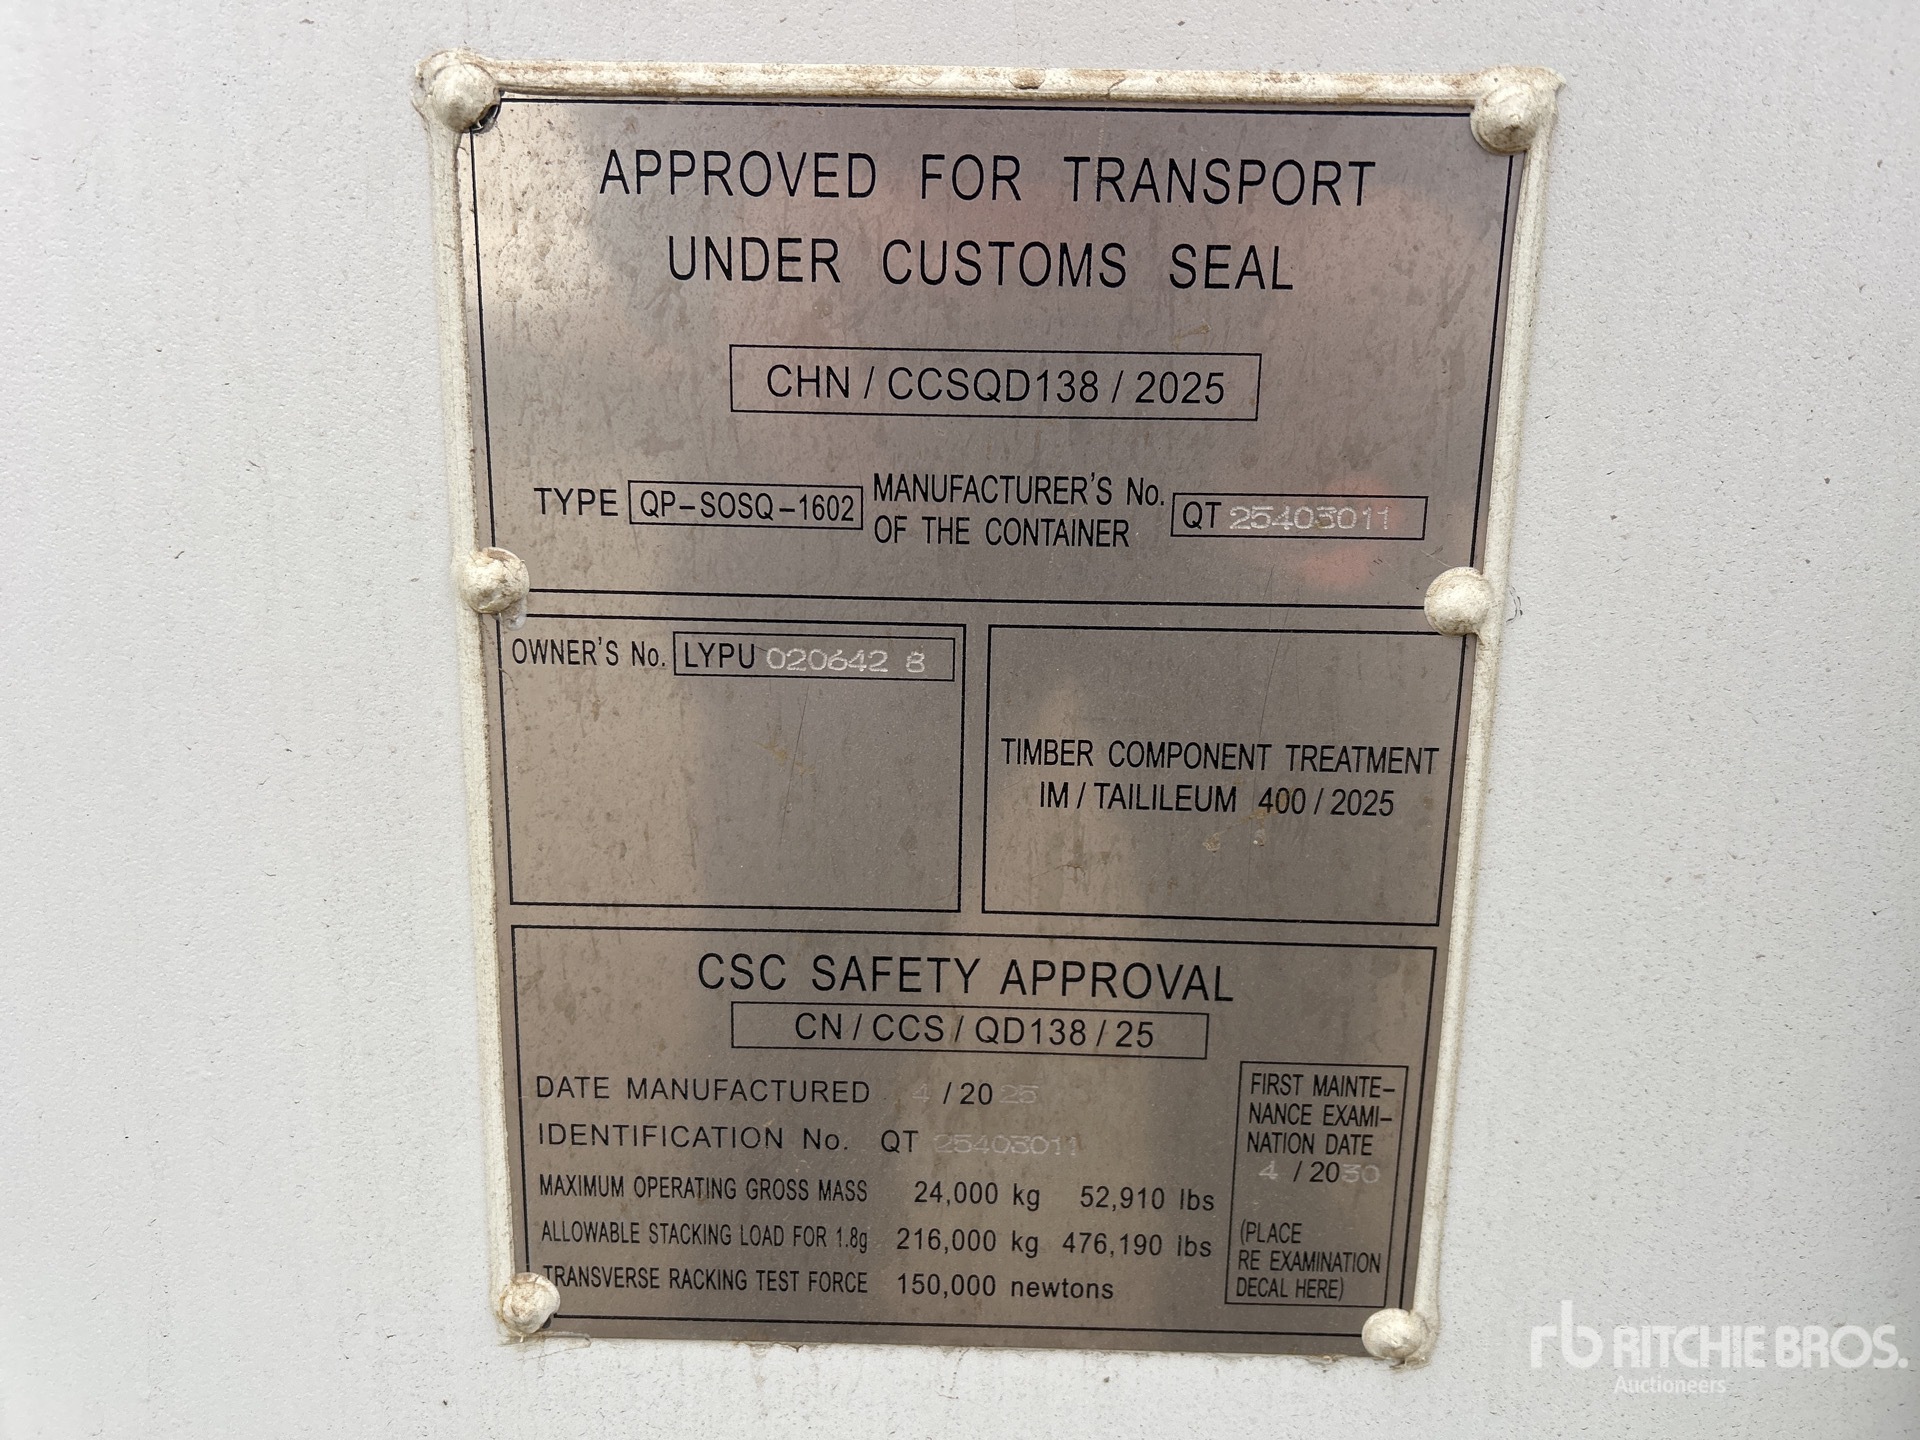 APPROVED FOR TRANSPORT
UNDER CUSTOMS SEAL
CHN / CCSQD138 / 2025
TYPE QP-SOSQ-1602 MANUFACTURER'S No. OF THE CONTAINER QT 25403011
OWNER'S No. LYPU 020642 8
TIMBER COMPONENT TREATMENT
IM / TAILILEUM 400 / 2025
CSC SAFETY APPROVAL
CN / CCS / QD138 / 25
DATE MANUFACTURED 4 / 20 25
IDENTIFICATION No. QT 25403011
MAXIMUM OPERATING GROSS MASS 24,000 kg 52,910 lbs
ALLOWABLE STACKING LOAD FOR 1.8g 216,000 kg 476,190 lbs
TRANSVERSE RACKING TEST FORCE 150,000 newtons
FIRST MAINTE-
NANCE EXAMI-
NATION DATE
4 / 2030
(PLACE
RE EXAMINATION
DECAL HERE)
rb RITCHIE BROS.
Auctioneers